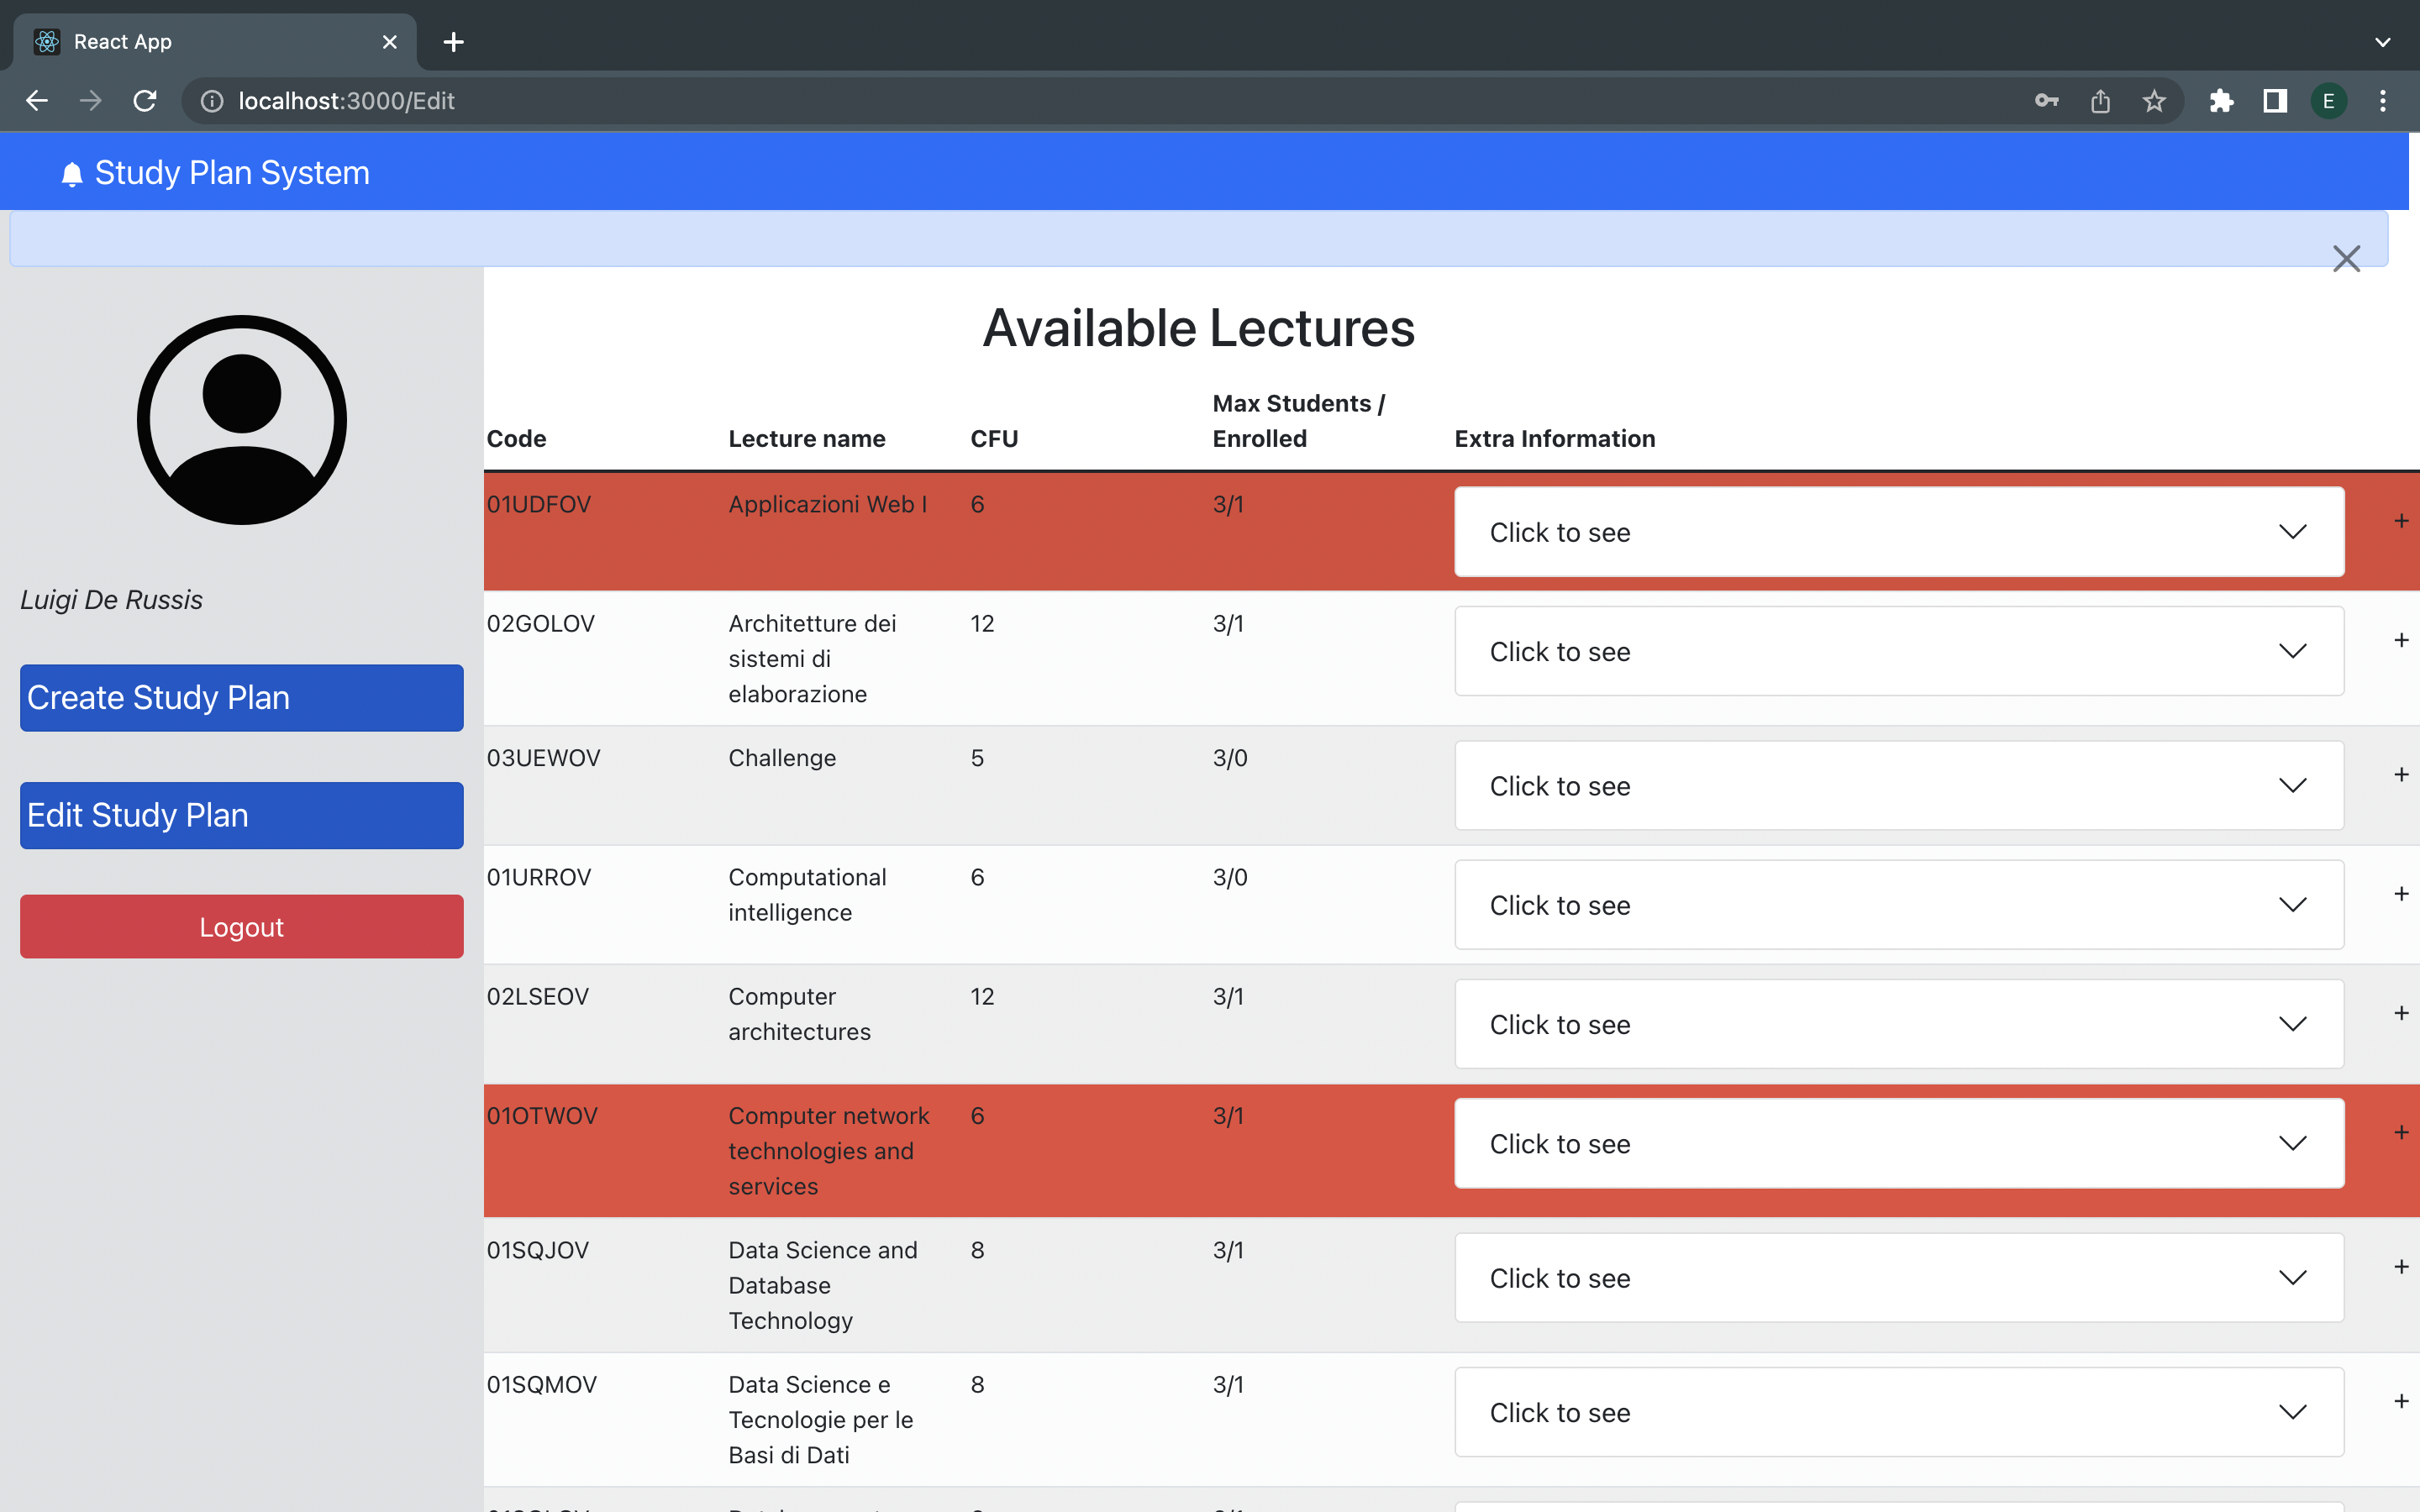 React App
localhost:3000/Edit
E
Study Plan System
Available Lectures
Max Students /
Code Lecture name CFU Enrolled Extra Information
01UDFOV Applicazioni Web I 6 3/1 Click to see +
02GOLOV Architetture dei 12 3/1 Click to see +
sistemi di
elaborazione
03UEWOV Challenge 5 3/0 Click to see +
01URROV Computational 6 3/0 Click to see +
intelligence
02LSEOV Computer 12 3/1 Click to see +
architectures
01OTWOV Computer network 6 3/1 Click to see +
technologies and
services
01SQJOV Data Science and 8 3/1 Click to see +
Database
Technology
01SQMOV Data Science e 8 3/1 Click to see +
Tecnologie per le
Basi di Dati
Luigi De Russis
Create Study Plan
Edit Study Plan
Logout